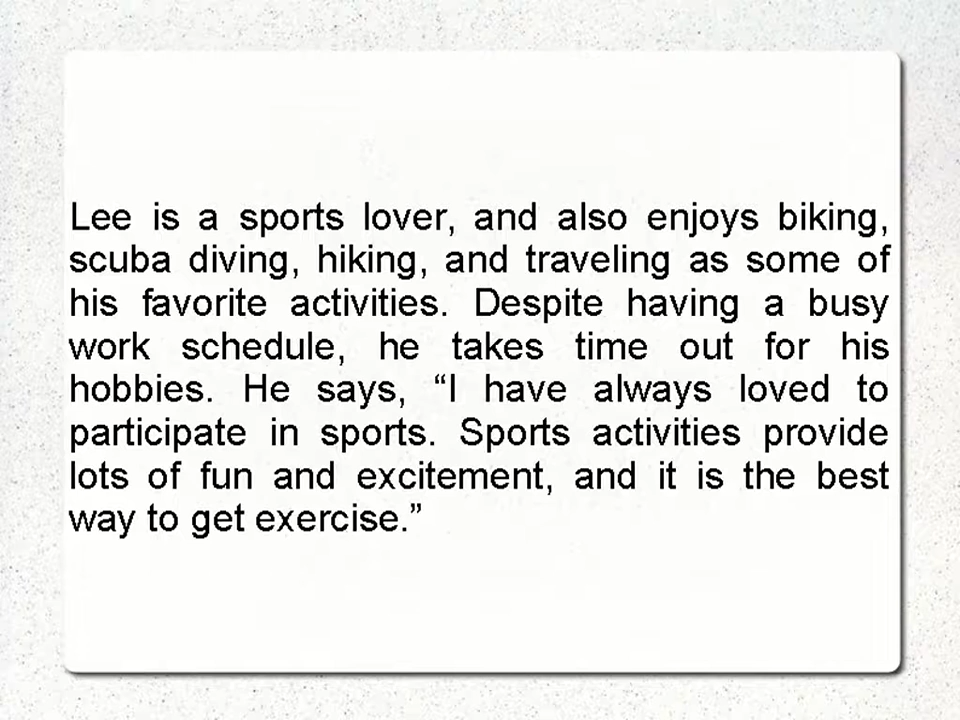 Lee is a sports lover, and also enjoys biking,
scuba diving, hiking, and traveling as some of
his favorite activities. Despite having a busy
work schedule, he takes time out for his
hobbies. He says, “I have always loved to
participate in sports. Sports activities provide
lots of fun and excitement, and it is the best
way to get exercise.”